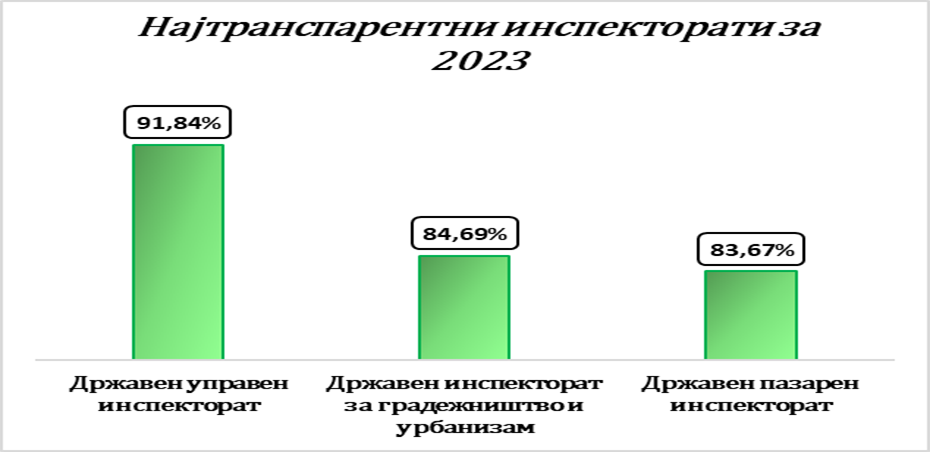 Најтранспарентни инспекторати за
2023
91,84%
84,69%
83,67%
Државен управен
инспекторат
Државен инспекторат
за градежништво и
урбанизам
Државен пазарен
инспекторат